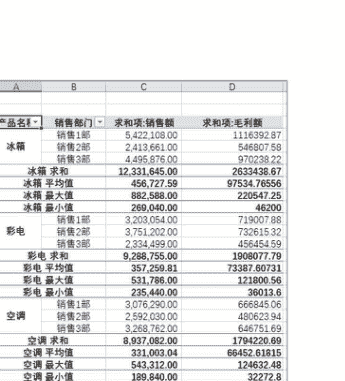 A B C D
产品名称 销售部门 求和项:销售额 求和项:毛利额
销售1部 5,422,108.00 1116392.87
冰箱 销售2部 2,413,661.00 546807.58
销售3部 4,495,876.00 970238.22
冰箱 求和 12,331,645.00 2633438.67
冰箱 平均值 456,727.59 97534.76556
冰箱 最大值 882,588.00 220547.25
冰箱 最小值 269,040.00 46200
销售1部 3,203,054.00 719007.88
彩电 销售2部 3,751,202.00 732615.32
销售3部 2,334,499.00 456454.59
彩电 求和 9,288,755.00 1908077.79
彩电 平均值 357,259.81 73387.60731
彩电 最大值 531,786.00 121800.56
彩电 最小值 235,440.00 36013.6
销售1部 3,076,290.00 666845.06
空调 销售2部 2,592,030.00 480623.94
销售3部 3,268,762.00 646751.69
空调 求和 8,937,082.00 1794220.69
空调 平均值 331,003.04 66452.61815
空调 最大值 543,312.00 124632.48
空调 最小值 189,840.00 32272.8